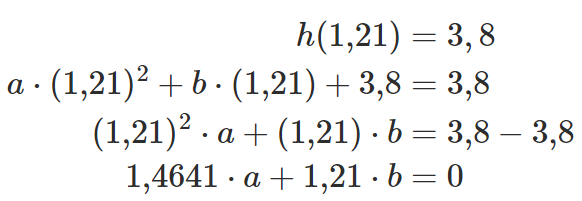 h(1,21) = 3, 8
a · (1,21)² + b · (1,21) + 3,8 = 3,8
(1,21)² · a + (1,21) · b = 3,8 − 3,8
1,4641 · a + 1,21 · b = 0